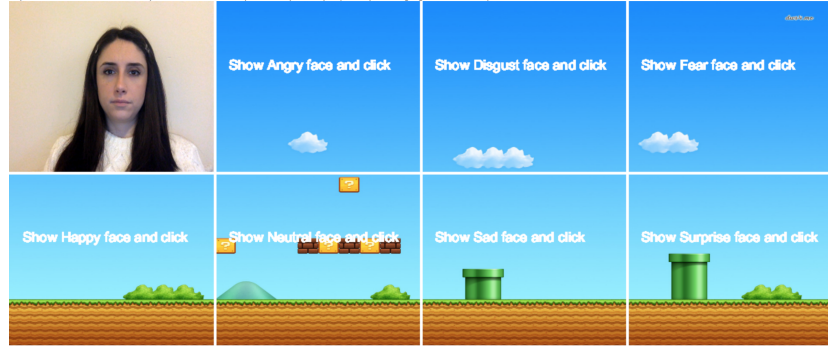 Show Angry face and click
Show Disgust face and click
Show Fear face and click
Show Happy face and click
Show Neutral face and click
Show Sad face and click
Show Surprise face and click
? 
?
? ?